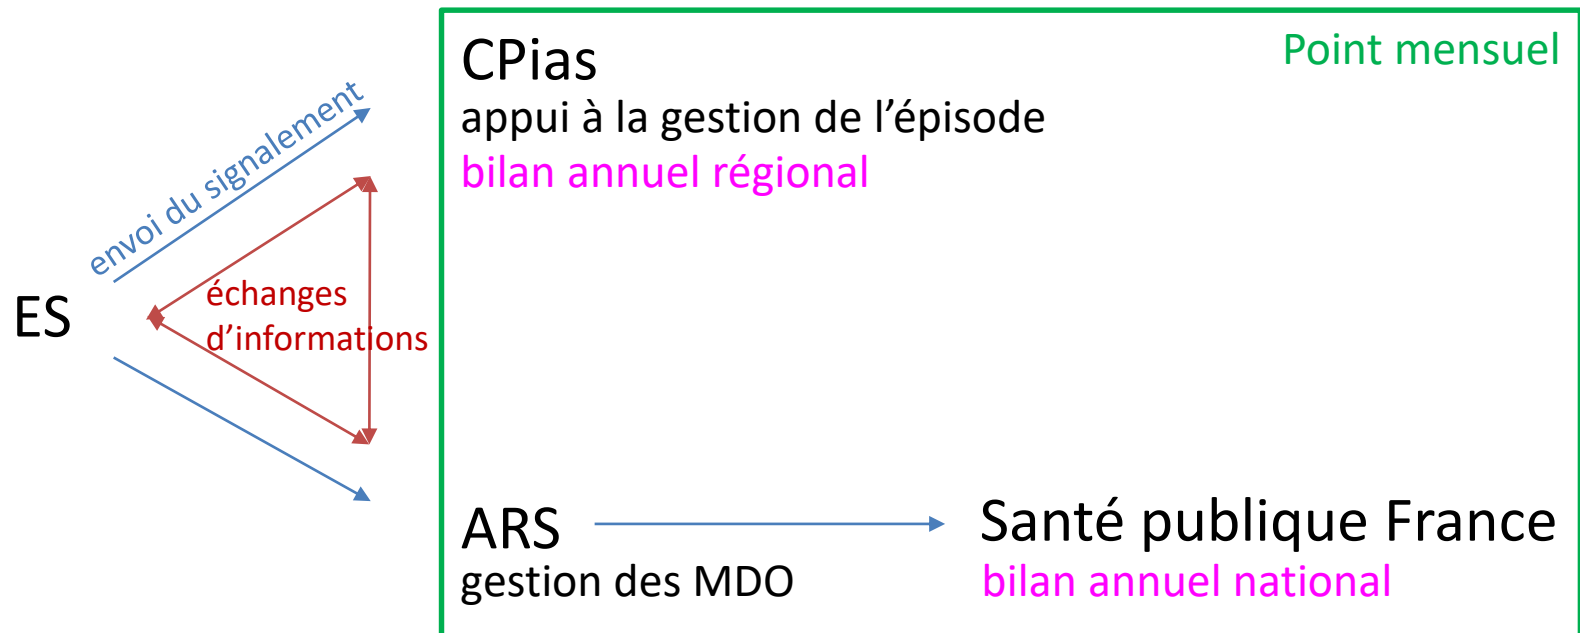 CPias
Point mensuel
appui à la gestion de l’épisode
bilan annuel régional
envoi du signalement
échanges
d’informations
ES
ARS
Santé publique France
gestion des MDO
bilan annuel national